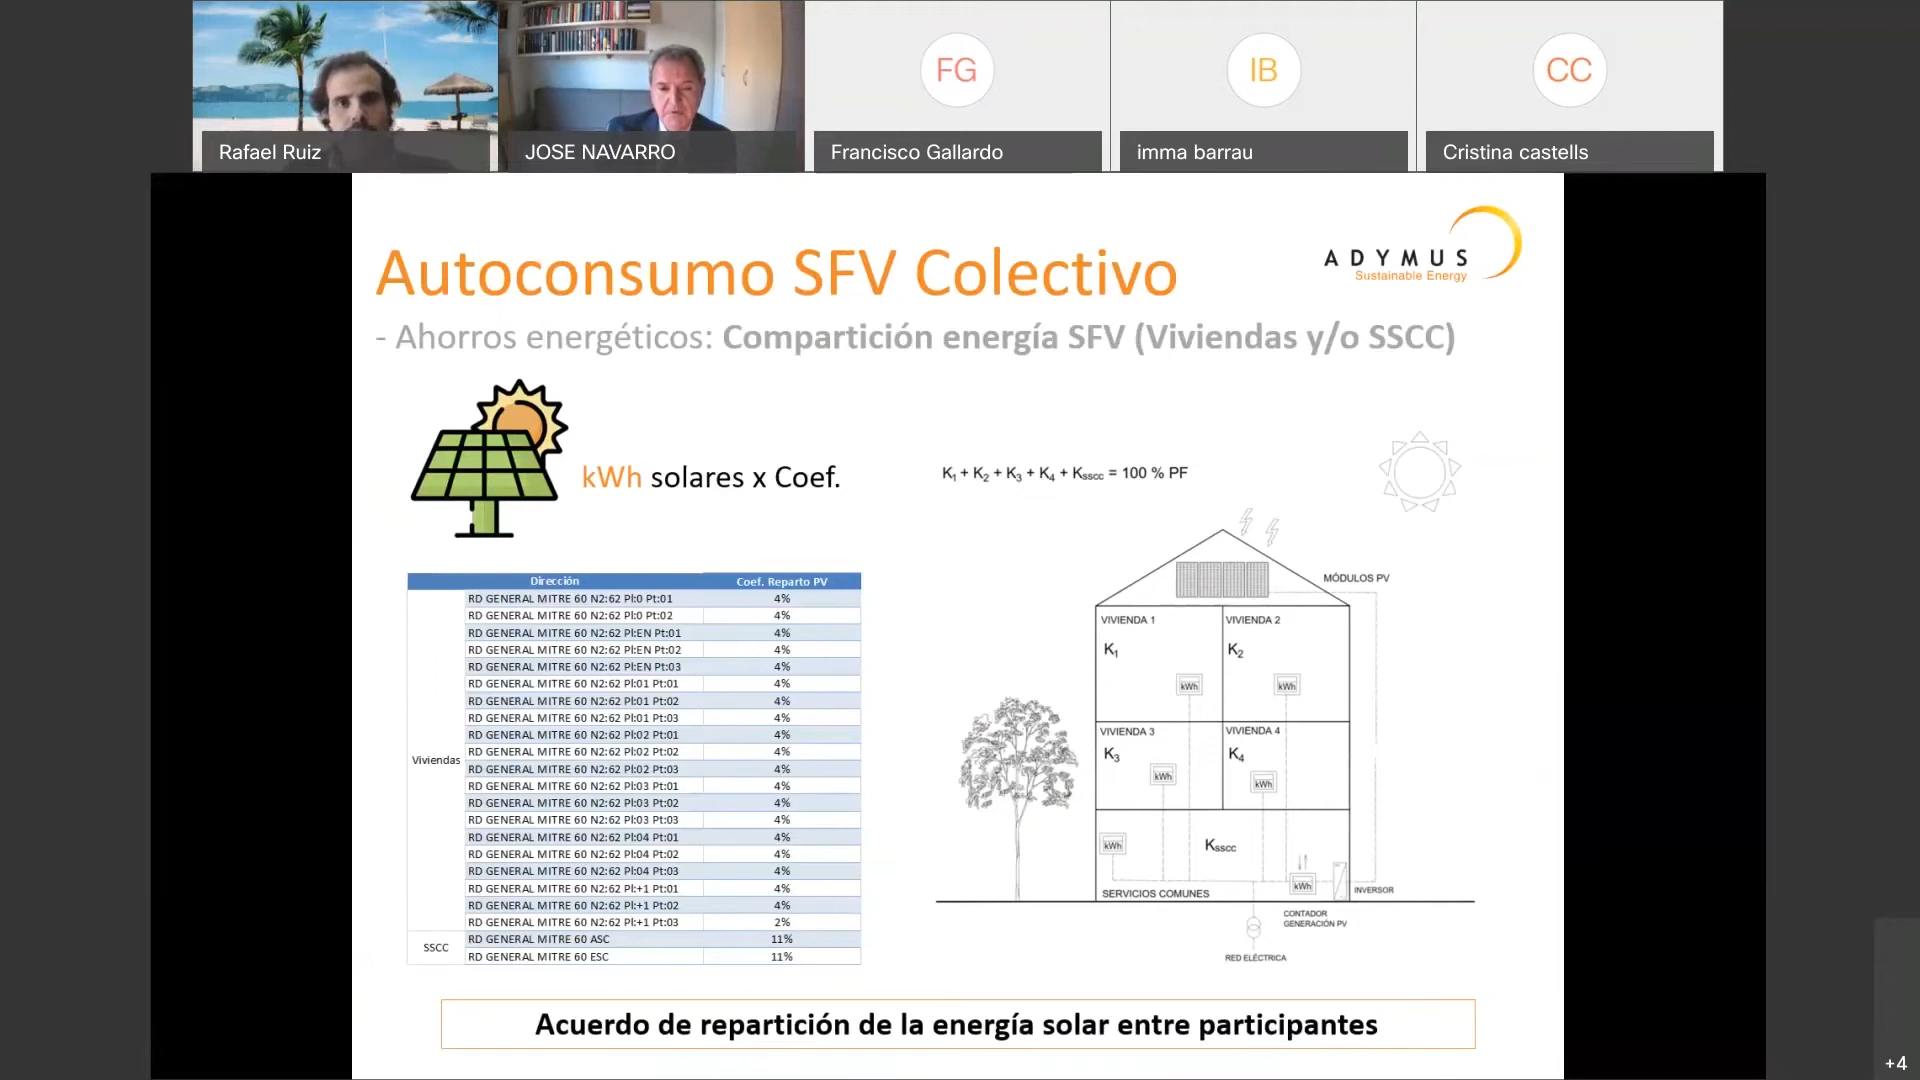 FG
IB
CC
Rafael Ruiz
JOSE NAVARRO
Francisco Gallardo
imma barrau
Cristina castells
ADYMUS
Sustainable Energy
Autoconsumo SFV Colectivo
- Ahorros energéticos: Compartición energía SFV (Viviendas y/o SSCC)
kWh solares x Coef.
K1 + K2 + K3 + K4 + Ksscc = 100 % PF
Dirección Coef. Reparto PV
Viviendas
RD GENERAL MITRE 60 N2:62 Pl:0 Pt:01 4%
RD GENERAL MITRE 60 N2:62 Pl:0 Pt:02 4%
RD GENERAL MITRE 60 N2:62 Pl:EN Pt:01 4%
RD GENERAL MITRE 60 N2:62 Pl:EN Pt:02 4%
RD GENERAL MITRE 60 N2:62 Pl:EN Pt:03 4%
RD GENERAL MITRE 60 N2:62 Pl:01 Pt:01 4%
RD GENERAL MITRE 60 N2:62 Pl:01 Pt:02 4%
RD GENERAL MITRE 60 N2:62 Pl:01 Pt:03 4%
RD GENERAL MITRE 60 N2:62 Pl:02 Pt:01 4%
RD GENERAL MITRE 60 N2:62 Pl:02 Pt:02 4%
RD GENERAL MITRE 60 N2:62 Pl:02 Pt:03 4%
RD GENERAL MITRE 60 N2:62 Pl:03 Pt:01 4%
RD GENERAL MITRE 60 N2:62 Pl:03 Pt:02 4%
RD GENERAL MITRE 60 N2:62 Pl:03 Pt:03 4%
RD GENERAL MITRE 60 N2:62 Pl:04 Pt:01 4%
RD GENERAL MITRE 60 N2:62 Pl:04 Pt:02 4%
RD GENERAL MITRE 60 N2:62 Pl:04 Pt:03 4%
RD GENERAL MITRE 60 N2:62 Pl:+1 Pt:01 4%
RD GENERAL MITRE 60 N2:62 Pl:+1 Pt:02 4%
RD GENERAL MITRE 60 N2:62 Pl:+1 Pt:03 2%
SSCC
RD GENERAL MITRE 60 ASC 11%
RD GENERAL MITRE 60 ESC 11%
MÓDULOS PV
VIVIENDA 1
K1
kWh
VIVIENDA 2
K2
kWh
VIVIENDA 3
K3
kWh
VIVIENDA 4
K4
kWh
kWh
Ksscc
kWh
SERVICIOS COMUNES
INVERSOR
CONTADOR
GENERACIÓN PV
RED ELÉCTRICA
Acuerdo de repartición de la energía solar entre participantes
+4